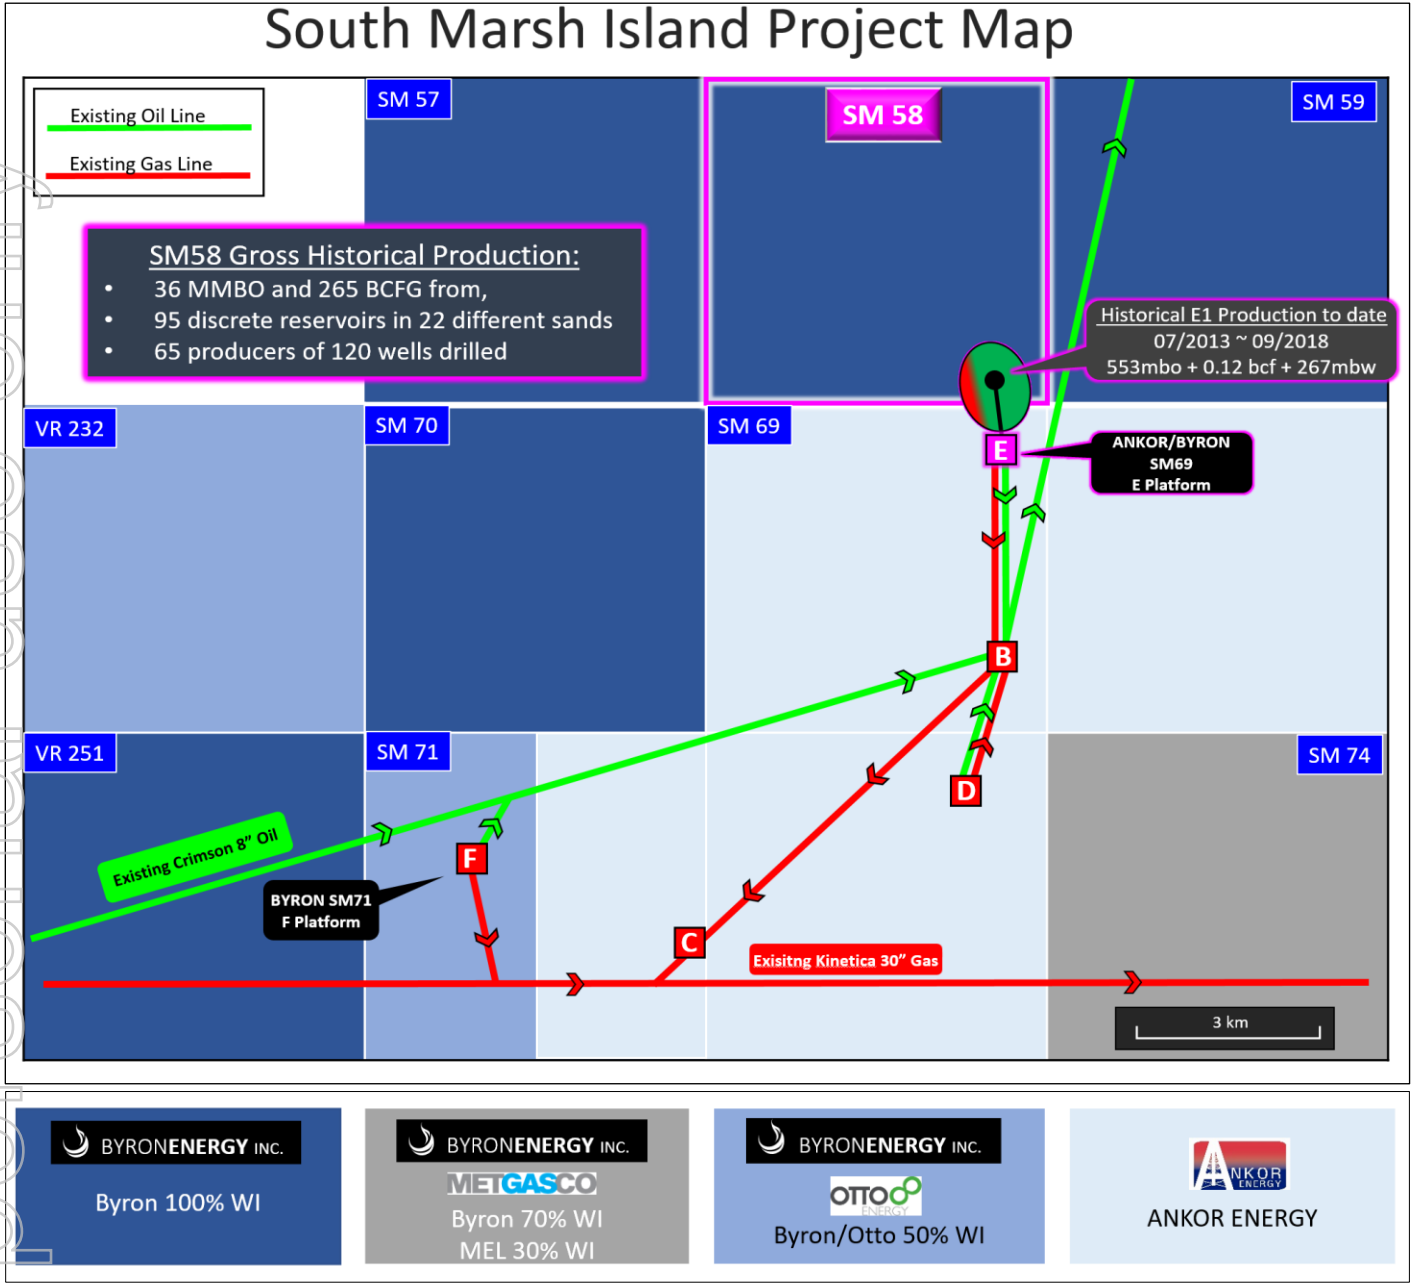 South Marsh Island Project Map
Existing Oil Line
Existing Gas Line
SM 57
SM 58
SM 59
SM58 Gross Historical Production:
• 36 MMBO and 265 BCFG from,
• 95 discrete reservoirs in 22 different sands
• 65 producers of 120 wells drilled
Historical E1 Production to date
07/2013 ~ 09/2018
553mbo + 0.12 bcf + 267mbw
VR 232
SM 70
SM 69
E
ANKOR/BYRON
SM69
E Platform
B
VR 251
SM 71
SM 74
D
Existing Crimson 8” Oil
F
BYRON SM71
F Platform
C
Exisitng Kinetica 30” Gas
3 km
BYRONENERGY INC.
Byron 100% WI
BYRONENERGY INC.
METGASCO
Byron 70% WI
MEL 30% WI
BYRONENERGY INC.
OTTO
ENERGY
Byron/Otto 50% WI
ANKOR
ENERGY
ANKOR ENERGY